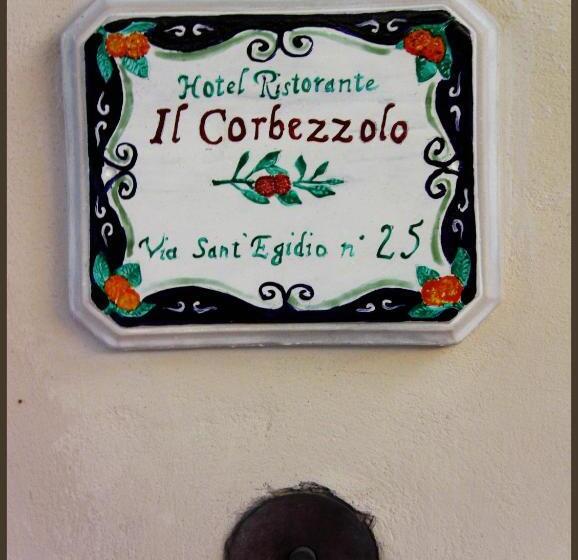 Hotel Ristorante
Il Corbezzolo
Via Sant'Egidio n° 25